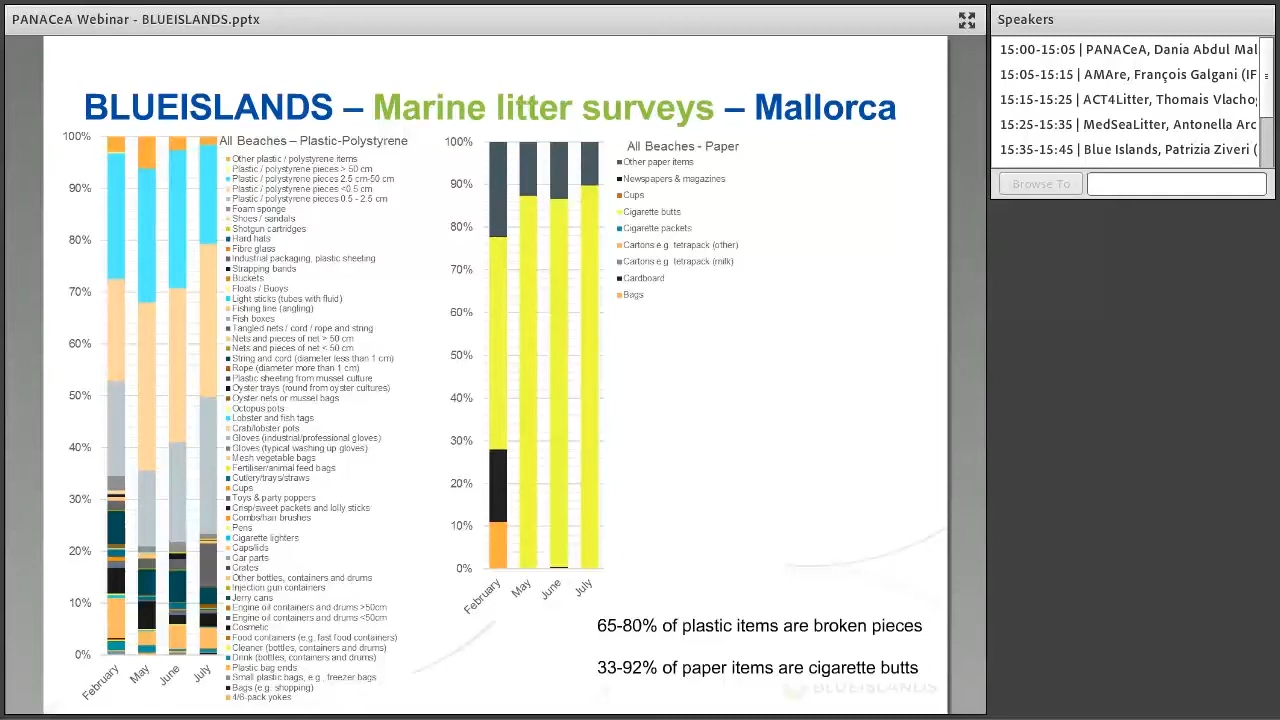 PANACeA Webinar - BLUEISLANDS.pptx
BLUEISLANDS – Marine litter surveys – Mallorca
All Beaches – Plastic-Polystyrene
100%
90%
80%
70%
60%
50%
40%
30%
20%
10%
0%
February
May
June
July
Other plastic / polystyrene items
Plastic / polystyrene pieces > 50 cm
Plastic / polystyrene pieces 2.5 cm-50 cm
Plastic / polystyrene pieces <0.5 cm
Plastic / polystyrene pieces 0.5 - 2.5 cm
Foam sponge
Shoes / sandals
Shotgun cartridges
Hard hats
Fibre glass
Industrial packaging, plastic sheeting
Strapping bands
Buckets
Floats / Buoys
Light sticks (tubes with fluid)
Fishing line (angling)
Fish boxes
Tangled nets / cord / rope and string
Nets and pieces of net > 50 cm
Nets and pieces of net < 50 cm
String and cord (diameter less than 1 cm)
Rope (diameter more than 1 cm)
Plastic sheeting from mussel culture
Oyster trays (round from oyster cultures)
Oyster nets or mussel bags
Octopus pots
Lobster and fish tags
Crab/lobster pots
Gloves (industrial/professional gloves)
Gloves (typical washing up gloves)
Mesh vegetable bags
Fertiliser/animal feed bags
Cutlery/trays/straws
Cups
Toys & party poppers
Crisp/sweet packets and lolly sticks
Combs/hair brushes
Pens
Cigarette lighters
Caps/lids
Car parts
Crates
Other bottles, containers and drums
Injection gun containers
Jerry cans
Engine oil containers and drums >50cm
Engine oil containers and drums <50cm
Cosmetic
Food containers (e.g. fast food containers)
Cleaner (bottles, containers and drums)
Drink (bottles, containers and drums)
Plastic bag ends
Small plastic bags, e.g., freezer bags
Bags (e.g. shopping)
4/6-pack yokes
All Beaches - Paper
100%
90%
80%
70%
60%
50%
40%
30%
20%
10%
0%
February
May
June
July
Other paper items
Newspapers & magazines
Cups
Cigarette butts
Cigarette packets
Cartons e.g. tetrapack (other)
Cartons e.g. tetrapack (milk)
Cardboard
Bags
65-80% of plastic items are broken pieces
33-92% of paper items are cigarette butts
BLUEISLANDS
Speakers
15:00-15:05 | PANACeA, Dania Abdul Mal
15:05-15:15 | AMAre, François Galgani (IF
15:15-15:25 | ACT4Litter, Thomais Vlacho
15:25-15:35 | MedSeaLitter, Antonella Arc
15:35-15:45 | Blue Islands, Patrizia Ziveri (
Browse To